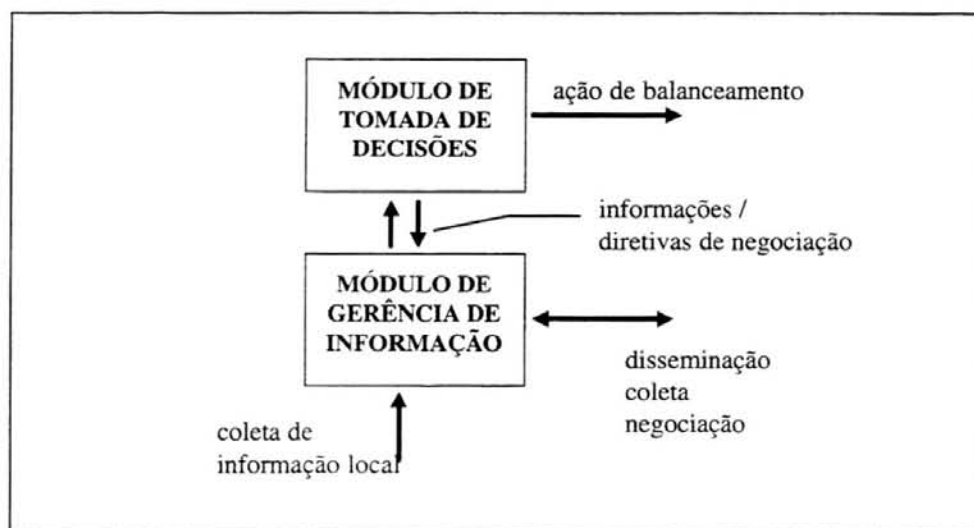 MÓDULO DE
TOMADA DE
DECISÕES
ação de balanceamento
informações /
diretivas de negociação
MÓDULO DE
GERÊNCIA DE
INFORMAÇÃO
disseminação
coleta
negociação
coleta de
informação local